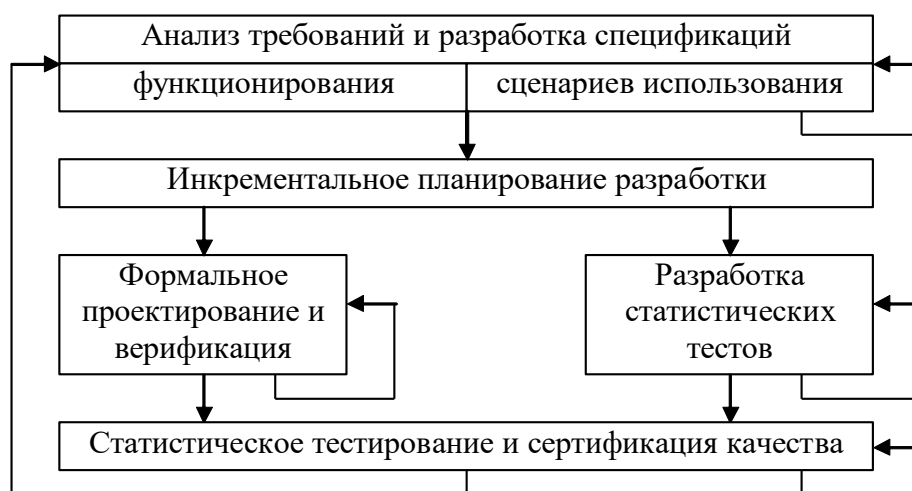 Анализ требований и разработка спецификаций
функционирования
сценариев использования
Инкрементальное планирование разработки
Формальное
проектирование и
верификация
Разработка
статистических
тестов
Статистическое тестирование и сертификация качества